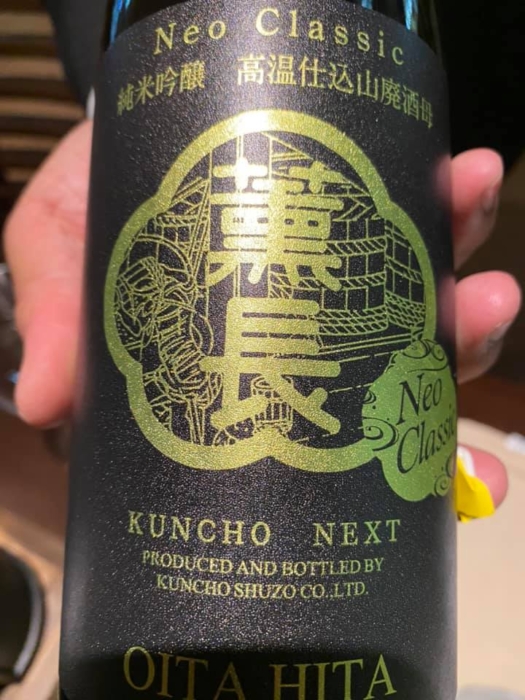 Neo Classic
純米吟醸 高温仕込山廃酒母
薫長
Neo
Classic
KUNCHO NEXT
PRODUCED AND BOTTLED BY
KUNCHO SHUZO CO.,LTD.
OITA HITA